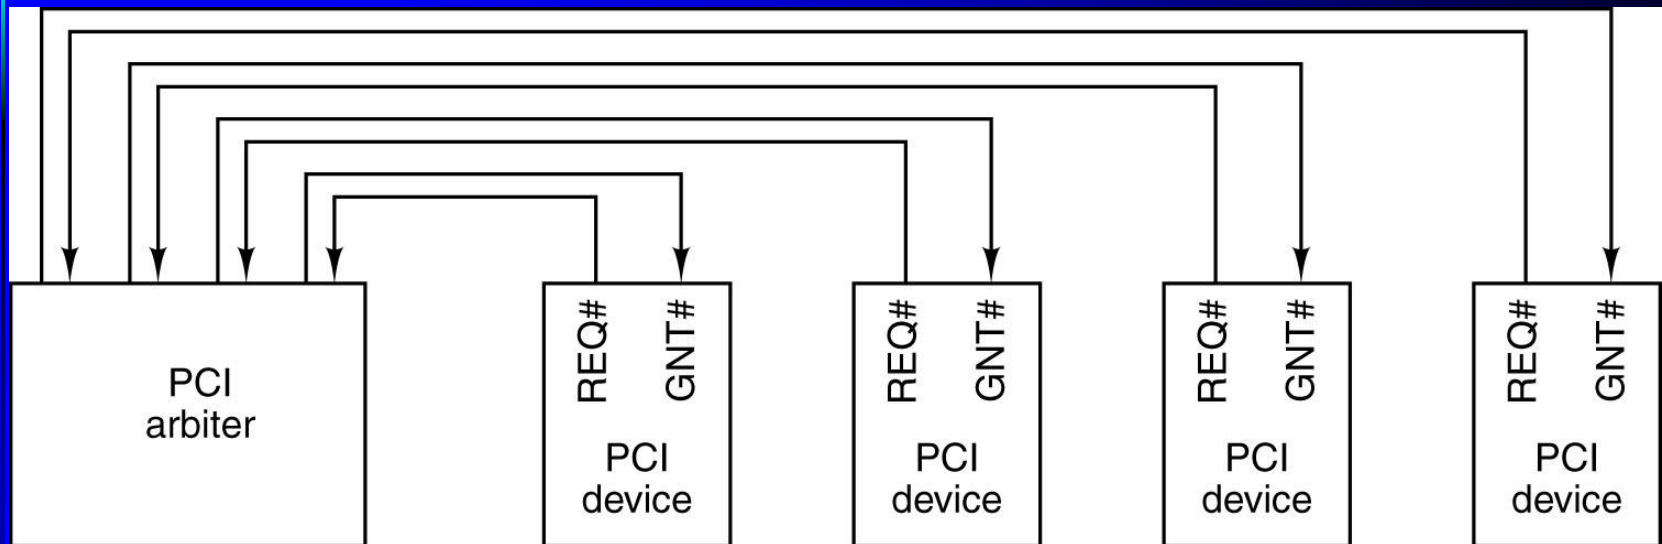 PCI
arbiter
REQ#
GNT#
PCI
device
REQ#
GNT#
PCI
device
REQ#
GNT#
PCI
device
REQ#
GNT#
PCI
device